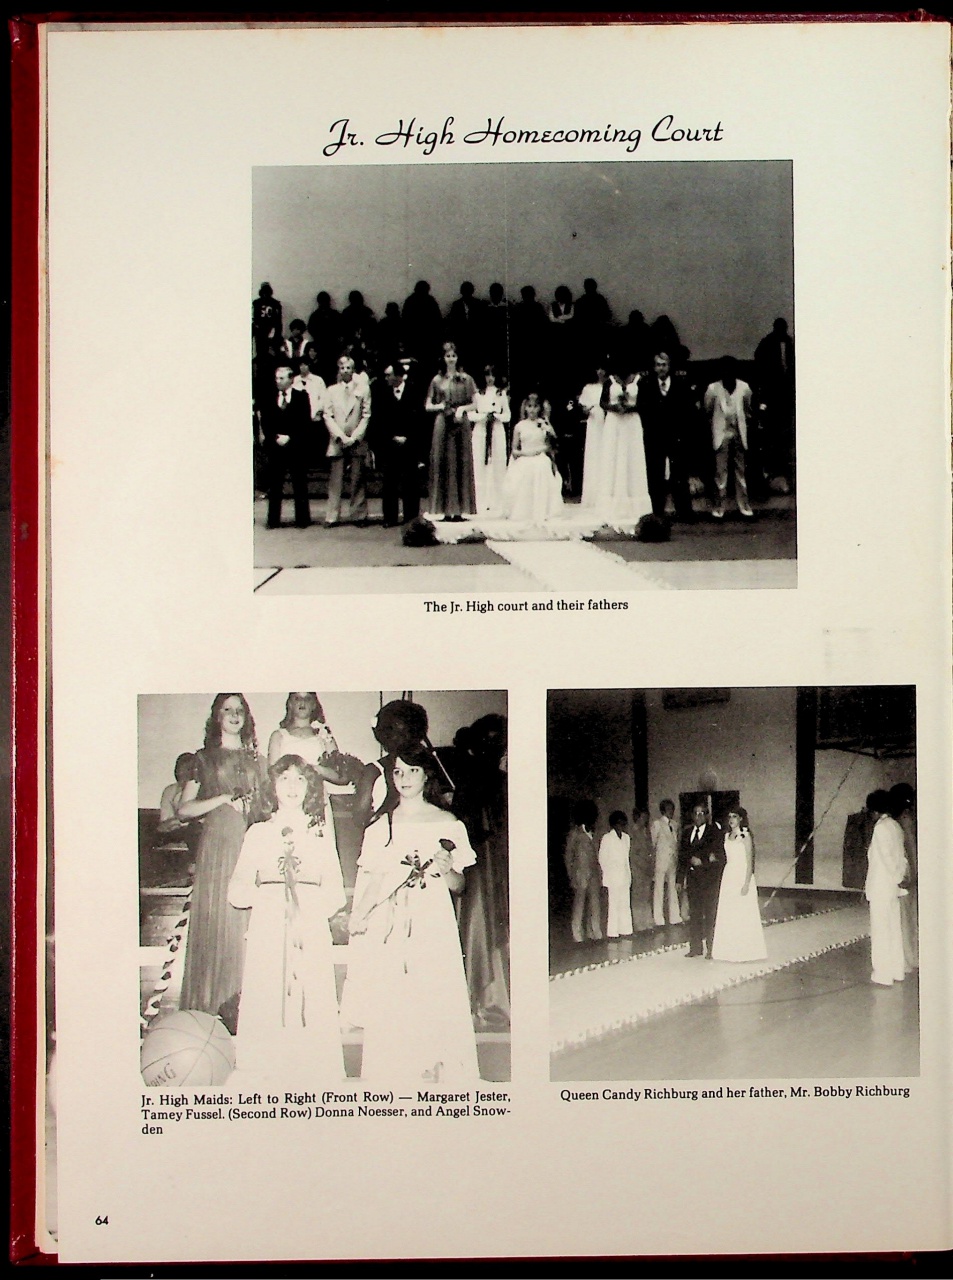 Jr. High Homecoming Court
The Jr. High court and their fathers
Jr. High Maids: Left to Right (Front Row) — Margaret Jester,
Tamey Fussel. (Second Row) Donna Noesser, and Angel Snow-
den
Queen Candy Richburg and her father, Mr. Bobby Richburg
64